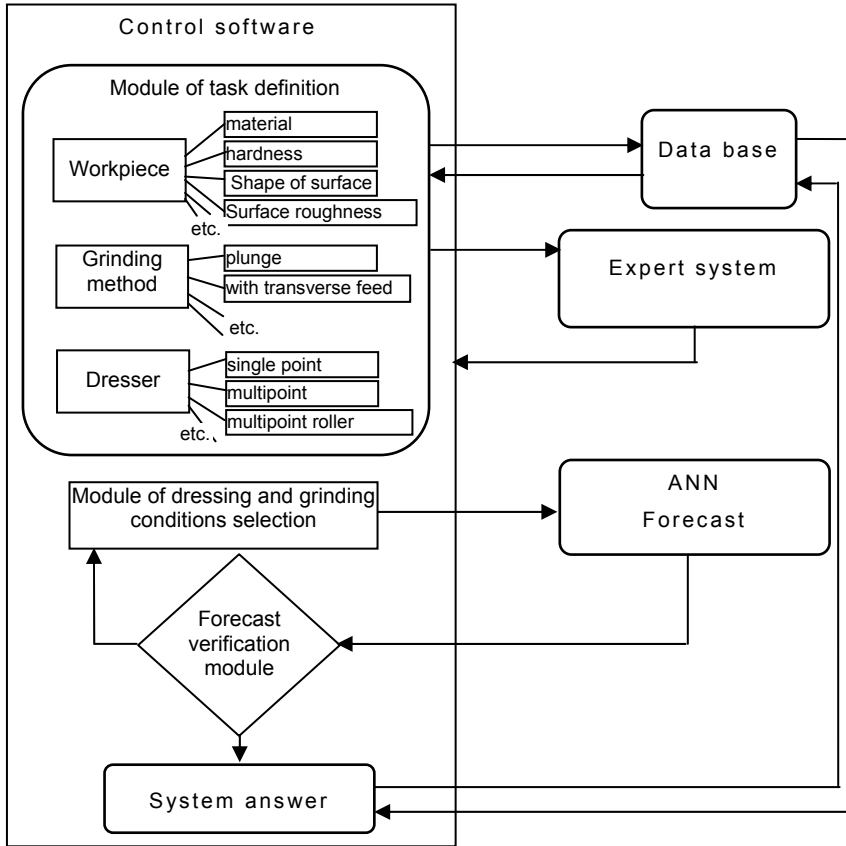 Control software
Module of task definition
Workpiece
material
hardness
Shape of surface
Surface roughness
etc.
Grinding
method
plunge
with transverse feed
etc.
Dresser
single point
multipoint
multipoint roller
etc.
Data base
Expert system
Module of dressing and grinding
conditions selection
ANN
Forecast
Forecast
verification
module
System answer